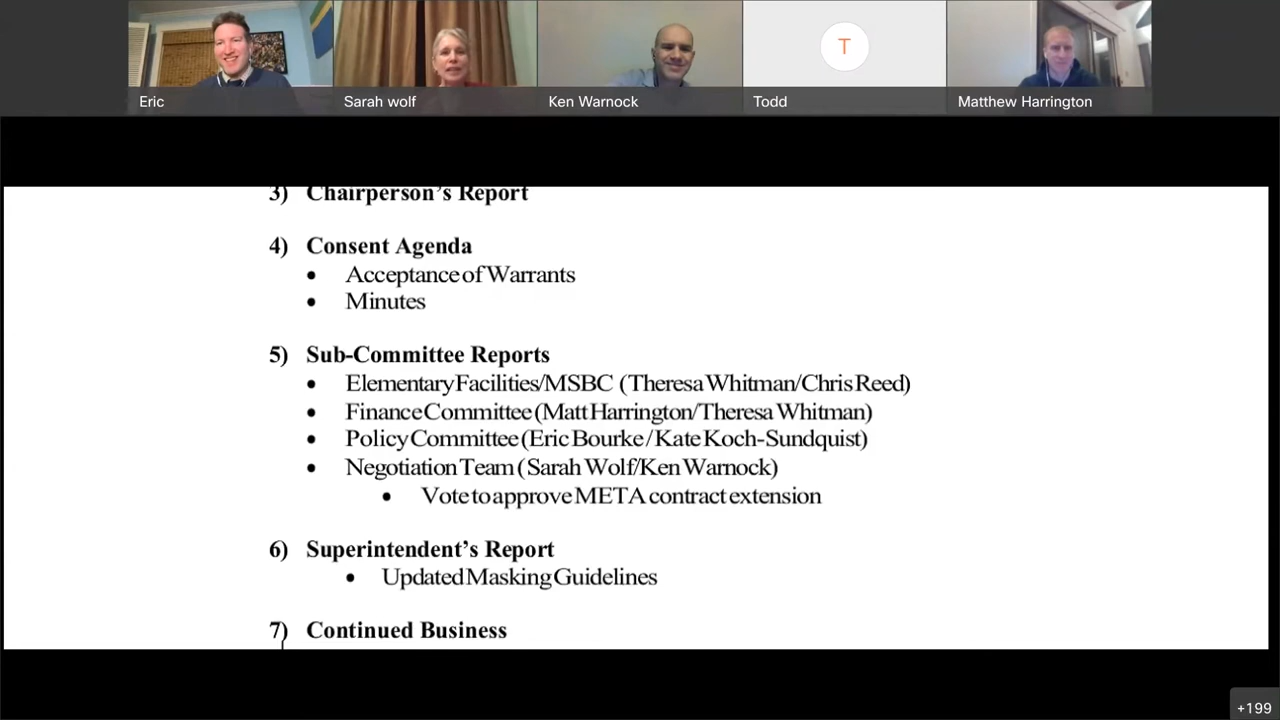 T
Eric
Sarah wolf
Ken Warnock
Todd
Matthew Harrington
3) Chairperson's Report
4) Consent Agenda
• Acceptance of Warrants
• Minutes
5) Sub-Committee Reports
• Elementary Facilities/MSBC (Theresa Whitman/Chris Reed)
• Finance Committee (Matt Harrington/Theresa Whitman)
• Policy Committee (Eric Bourke / Kate Koch-Sundquist)
• Negotiation Team (Sarah Wolf/Ken Warnock)
• Vote to approve META contract extension
6) Superintendent's Report
• Updated Masking Guidelines
7) Continued Business
+199